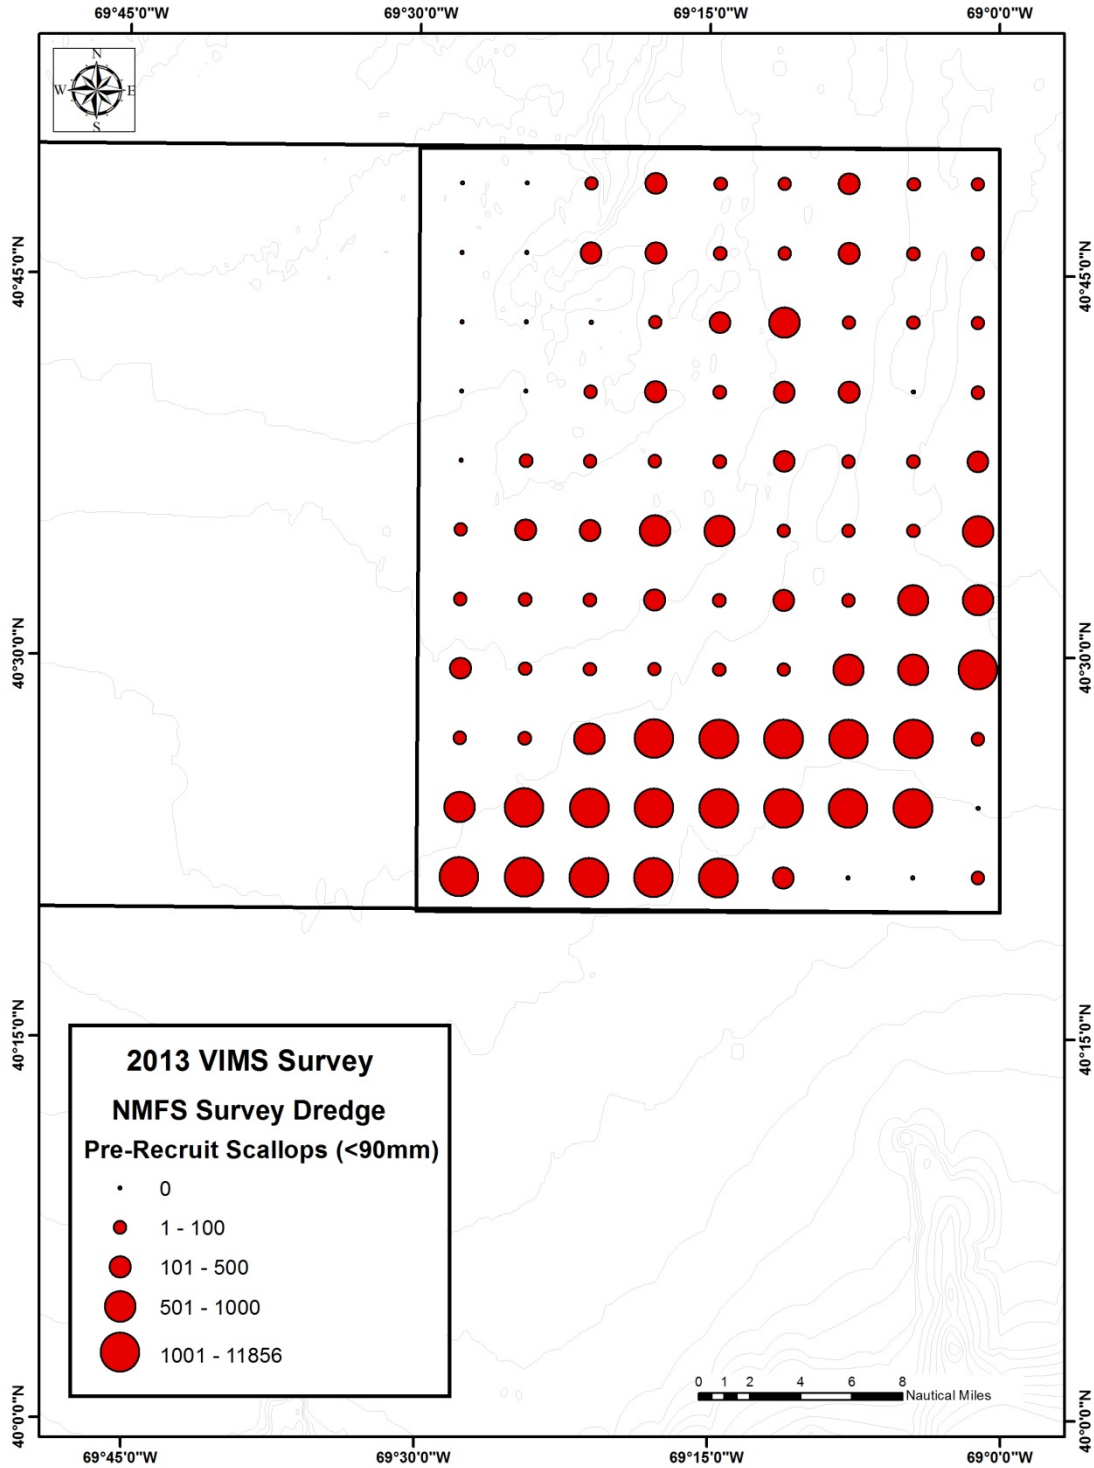 69°45'0"W 69°30'0"W 69°15'0"W 69°0'0"W
N
W E
S
40°45'0"N 40°45'0"N
40°30'0"N 40°30'0"N
40°15'0"N 40°15'0"N
2013 VIMS Survey
NMFS Survey Dredge
Pre-Recruit Scallops (<90mm)
0
1 - 100
101 - 500
501 - 1000
1001 - 11856
0 1 2 4 6 8
Nautical Miles
40°0'0"N 40°0'0"N
69°45'0"W 69°30'0"W 69°15'0"W 69°0'0"W